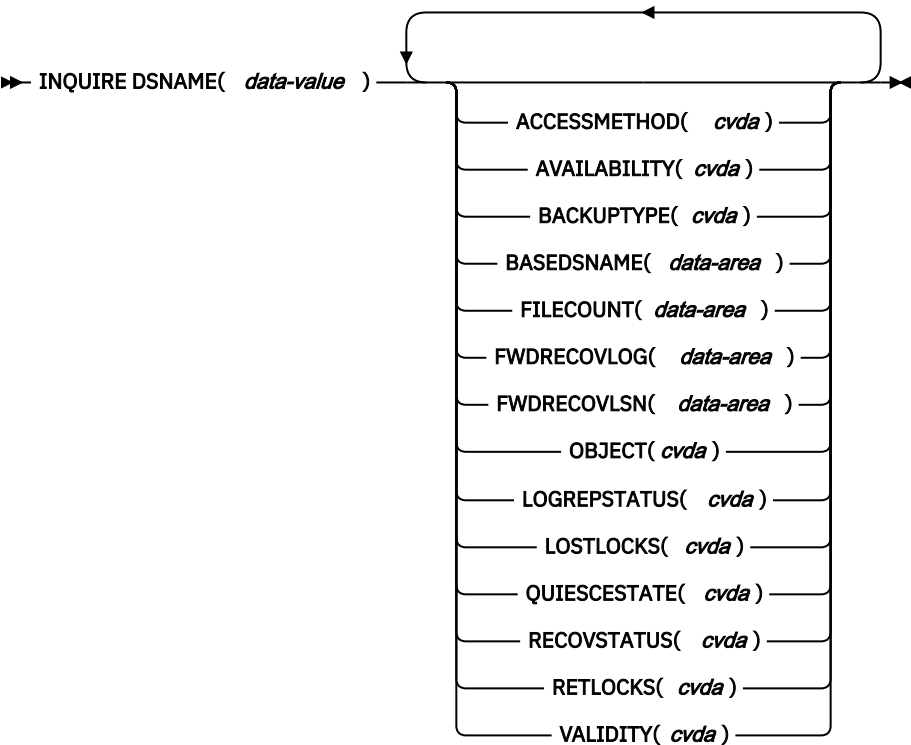 INQUIRE DSNAME( data-value )
ACCESSMETHOD( cvda )
AVAILABILITY( cvda )
BACKUPTYPE( cvda )
BASEDSNAME( data-area )
FILECOUNT( data-area )
FWDRECOVLOG( data-area )
FWDRECOVLSN( data-area )
OBJECT( cvda )
LOGREPSTATUS( cvda )
LOSTLOCKS( cvda )
QUIESCESTATE( cvda )
RECOVSTATUS( cvda )
RETLOCKS( cvda )
VALIDITY( cvda )